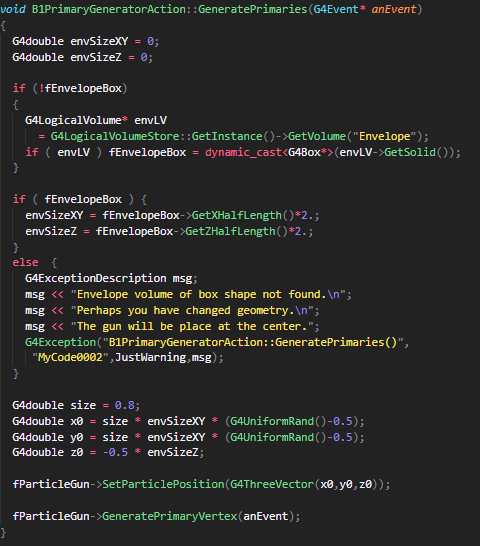 void B1PrimaryGeneratorAction::GeneratePrimaries(G4Event* anEvent)
{
  G4double envSizeXY = 0;
  G4double envSizeZ = 0;

  if (!fEnvelopeBox)
  {
    G4LogicalVolume* envLV
      = G4LogicalVolumeStore::GetInstance()->GetVolume("Envelope");
    if ( envLV ) fEnvelopeBox = dynamic_cast<G4Box*>(envLV->GetSolid());
  }

  if ( fEnvelopeBox ) {
    envSizeXY = fEnvelopeBox->GetXHalfLength()*2.;
    envSizeZ = fEnvelopeBox->GetZHalfLength()*2.;
  }
  else  {
    G4ExceptionDescription msg;
    msg << "Envelope volume of box shape not found.\n";
    msg << "Perhaps you have changed geometry.\n";
    msg << "The gun will be place at the center.";
    G4Exception("B1PrimaryGeneratorAction::GeneratePrimaries()",
     "MyCode0002",JustWarning,msg);
  }

  G4double size = 0.8;
  G4double x0 = size * envSizeXY * (G4UniformRand()-0.5);
  G4double y0 = size * envSizeXY * (G4UniformRand()-0.5);
  G4double z0 = -0.5 * envSizeZ;

  fParticleGun->SetParticlePosition(G4ThreeVector(x0,y0,z0));

  fParticleGun->GeneratePrimaryVertex(anEvent);
}